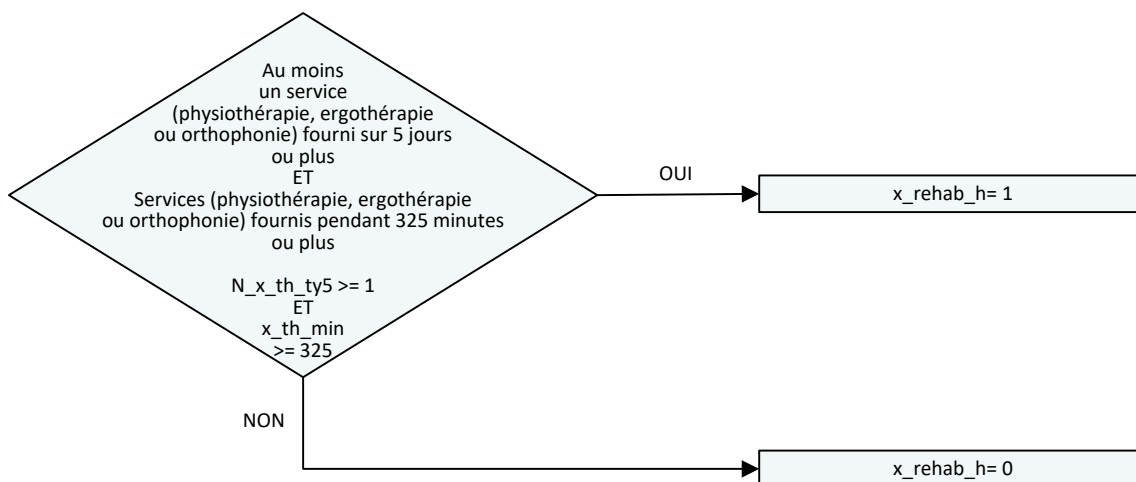 Au moins
un service
(physiothérapie, ergothérapie
ou orthophonie) fourni sur 5 jours
ou plus
ET
Services (physiothérapie, ergothérapie
ou orthophonie) fournis pendant 325 minutes
ou plus
N_x_th_ty5 >= 1
ET
x_th_min
>= 325
OUI
x_rehab_h= 1
NON
x_rehab_h= 0